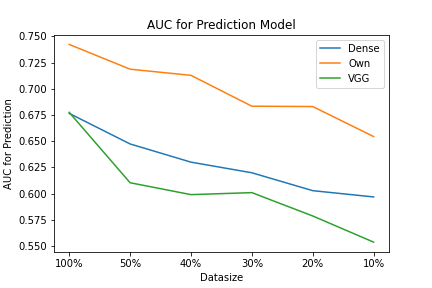 AUC for Prediction Model
AUC for Prediction
0.750
0.725
0.700
0.675
0.650
0.625
0.600
0.575
0.550
Dense
Own
VGG
100%
50%
40%
30%
20%
10%
Datasize